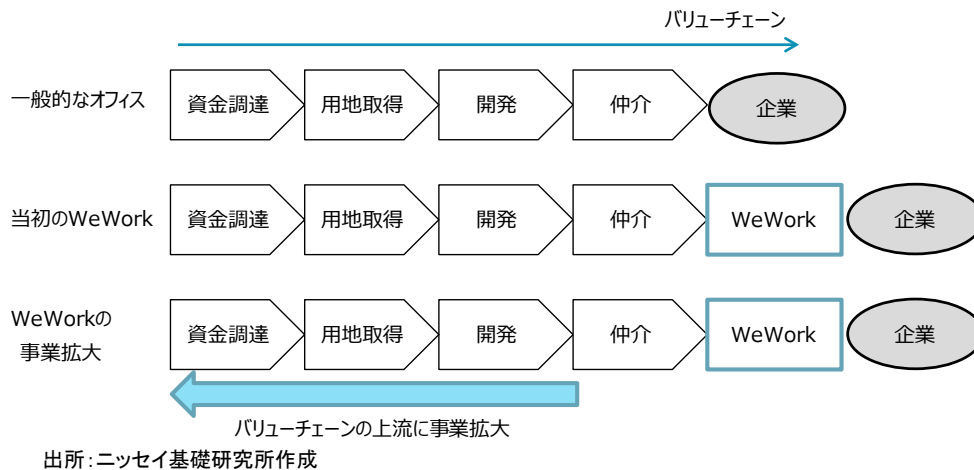 バリューチェーン
一般的なオフィス
資金調達
用地取得
開発
仲介
企業
当初のWeWork
資金調達
用地取得
開発
仲介
WeWork
企業
WeWorkの
事業拡大
資金調達
用地取得
開発
仲介
WeWork
企業
バリューチェーンの上流に事業拡大
出所：ニッセイ基礎研究所作成